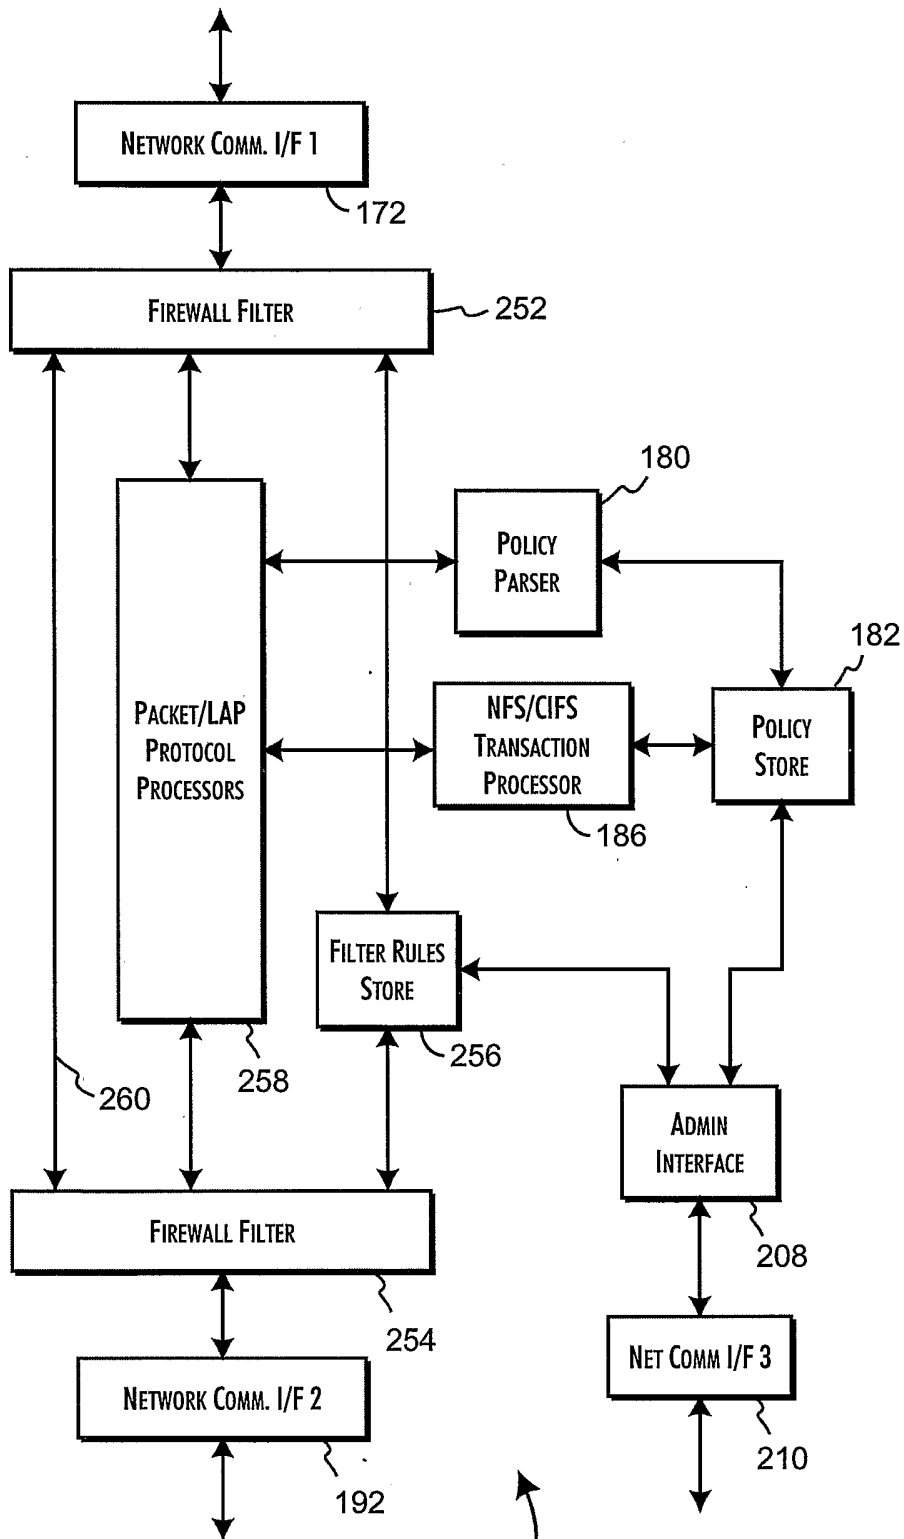 NETWORK COMM. I/F 1
172
FIREWALL FILTER
252
180
POLICY
PARSER
182
PACKET/LAP
PROTOCOL
PROCESSORS
NFS/CIFS
TRANSACTION
PROCESSOR
POLICY
STORE
186
FILTER RULES
STORE
258
256
260
ADMIN
INTERFACE
FIREWALL FILTER
208
254
NET COMM I/F 3
NETWORK COMM. I/F 2
210
192